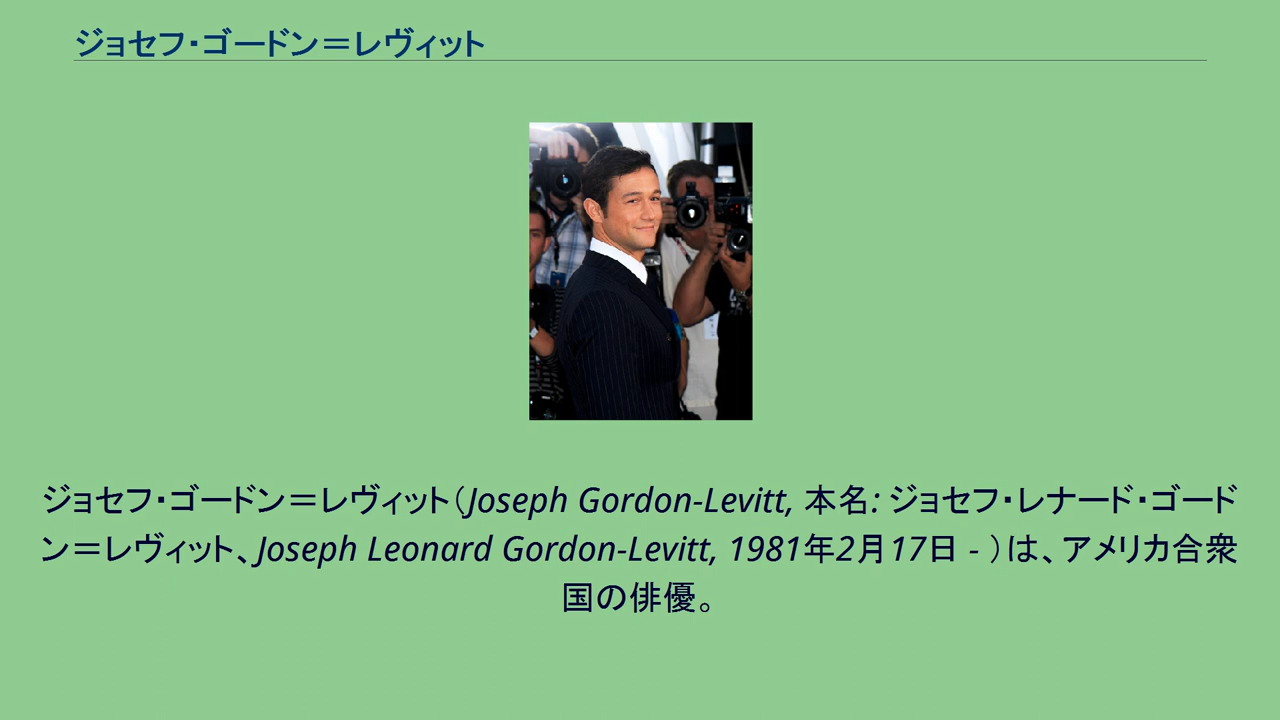 ジョセフ・ゴードン＝レヴィット
ジョセフ・ゴードン＝レヴィット（Joseph Gordon-Levitt, 本名: ジョセフ・レナード・ゴード
ン＝レヴィット、Joseph Leonard Gordon-Levitt, 1981年2月17日 - ）は、アメリカ合衆
国の俳優。